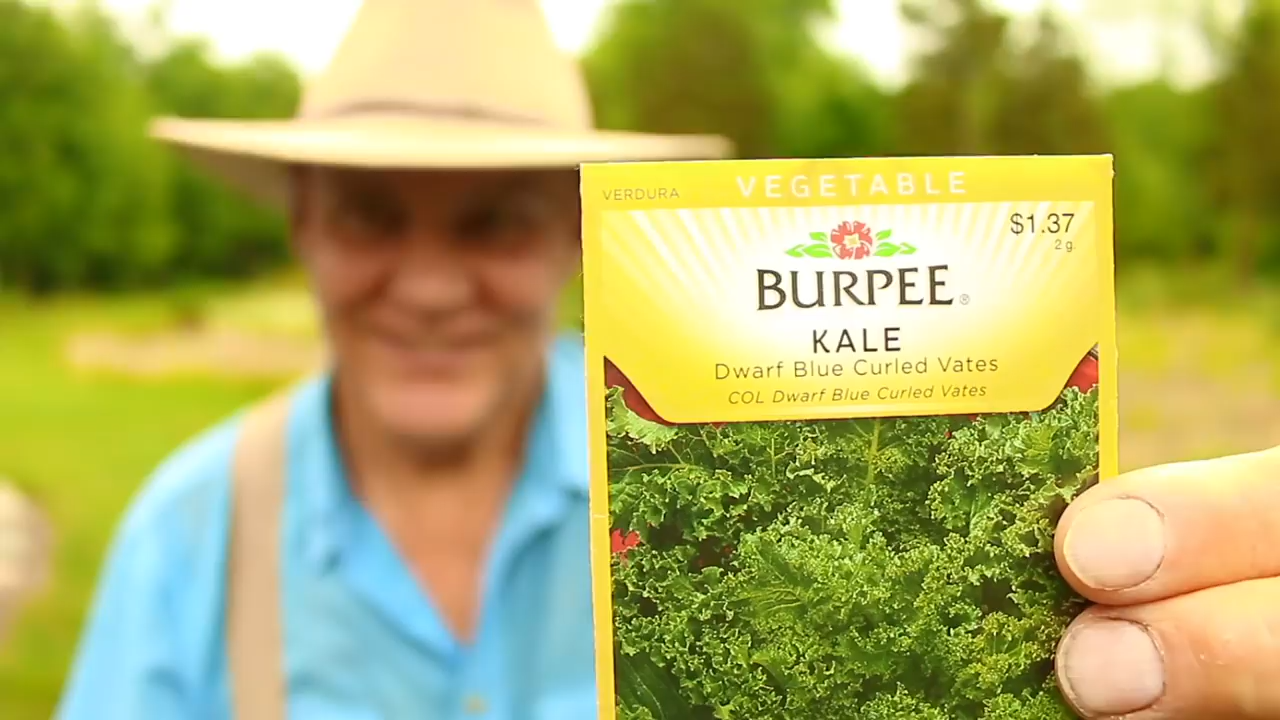 VERDURA
VEGETABLE
$1.37
2 g.
BURPEE®
KALE
Dwarf Blue Curled Vates
COL Dwarf Blue Curled Vates